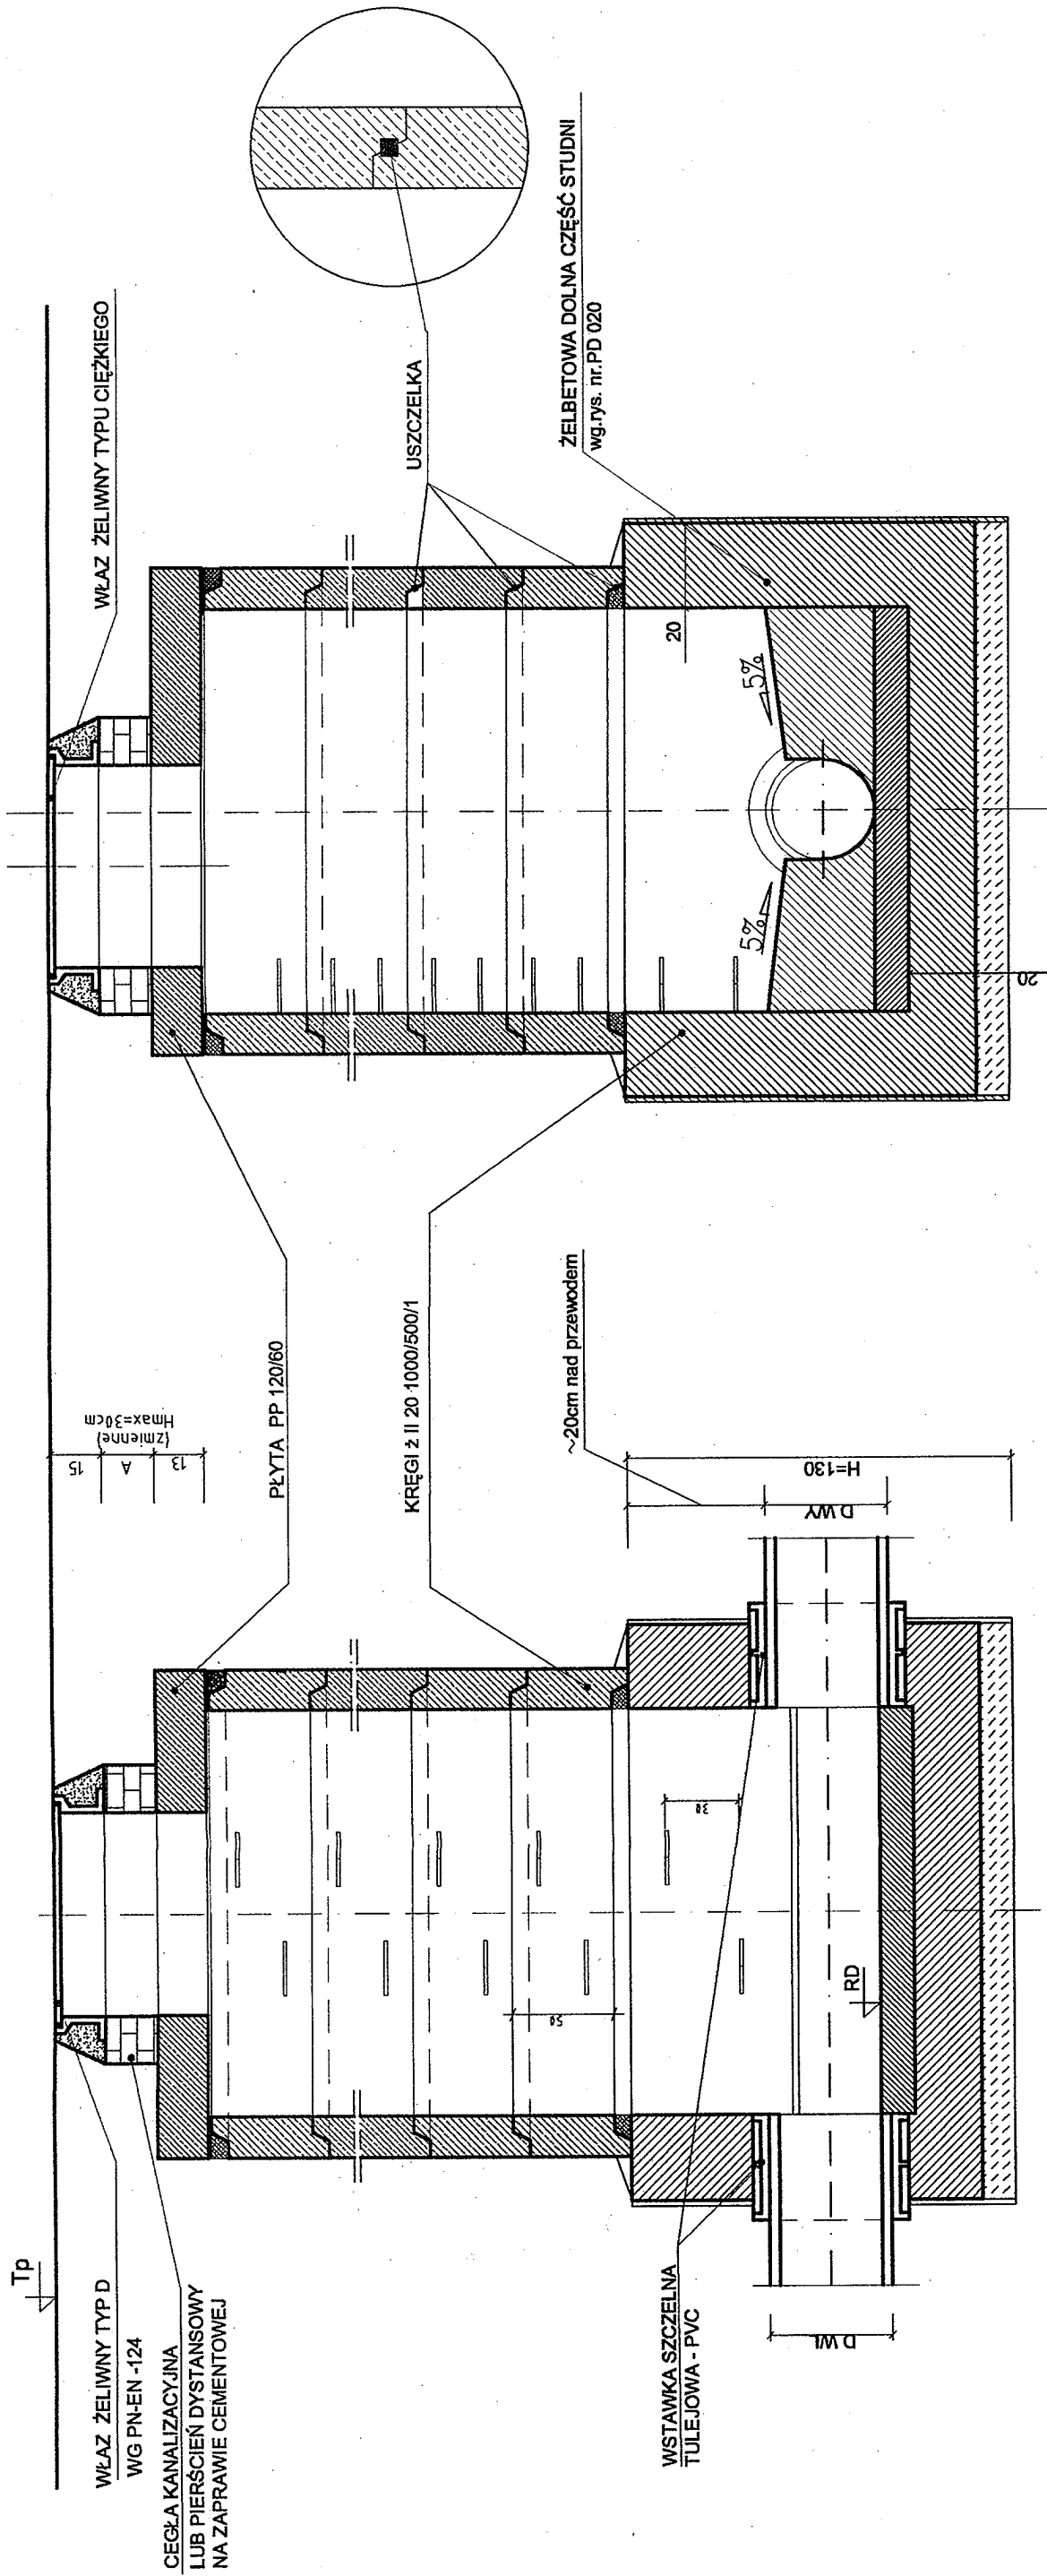 Tp
WŁAZ ŻELIWNY TYP D
WG PN-EN -124
CEGŁA KANALIZACYJNA
LUB PIERŚCIEŃ DYSTANSOWY
NA ZAPRAWIE CEMENTOWEJ
15
A
13
(zmienne)
Hmax=30cm
WŁAZ ŻELIWNY TYPU CIĘŻKIEGO
PŁYTA PP 120/60
KRĘGI ż II 20 1000/500/1
USZCZELKA
ŻELBETOWA DOLNA CZĘŚĆ STUDNI
wg.rys. nr.PD 020
~20cm nad przewodem
50
30
RD
WSTAWKA SZCZELNA
TULEJOWA - PVC
D WL
D WY
H=130
5%
5%
20
20